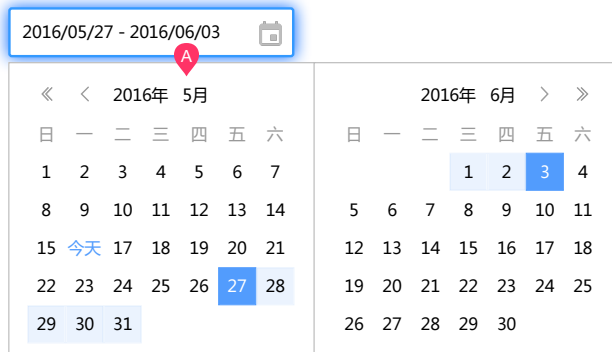 2016/05/27 - 2016/06/03
A
2016年 5月
日 一 二 三 四 五 六
1 2 3 4 5 6 7
8 9 10 11 12 13 14
15 今天 17 18 19 20 21
22 23 24 25 26 27 28
29 30 31
2016年 6月
日 一 二 三 四 五 六
1 2 3 4
5 6 7 8 9 10 11
12 13 14 15 16 17 18
19 20 21 22 23 24 25
26 27 28 29 30